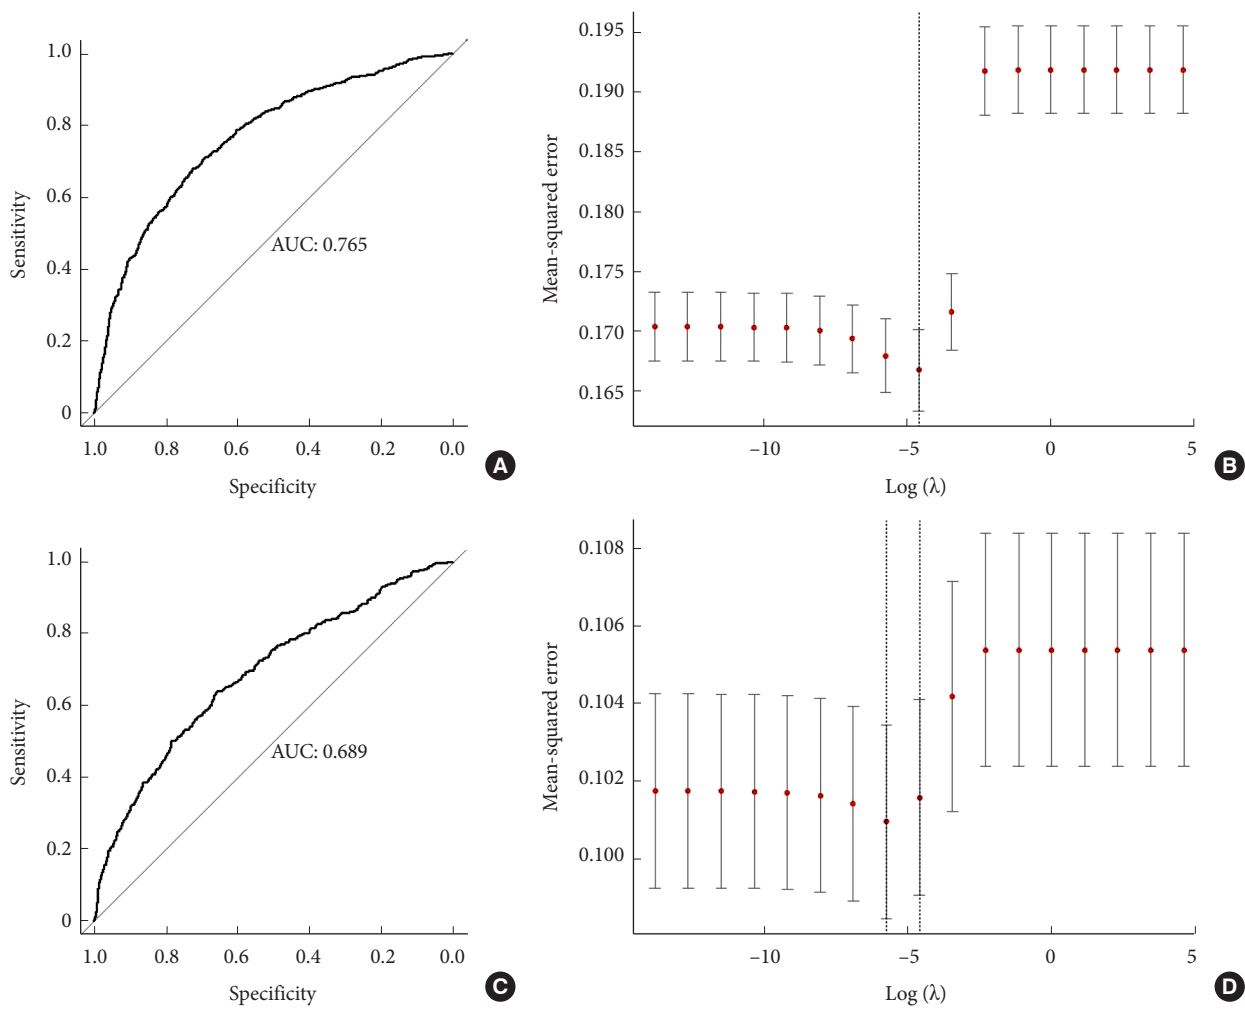 1.0
0.8
0.6
0.4
0.2
0
Sensitivity
AUC: 0.765
1.0 0.8 0.6 0.4 0.2 0.0
Specificity
A
0.195
0.190
0.185
0.180
0.175
0.170
0.165
Mean-squared error
–10 –5 0 5
Log (λ)
B
1.0
0.8
0.6
0.4
0.2
0
Sensitivity
AUC: 0.689
1.0 0.8 0.6 0.4 0.2 0.0
Specificity
C
0.108
0.106
0.104
0.102
0.100
Mean-squared error
–10 –5 0 5
Log (λ)
D